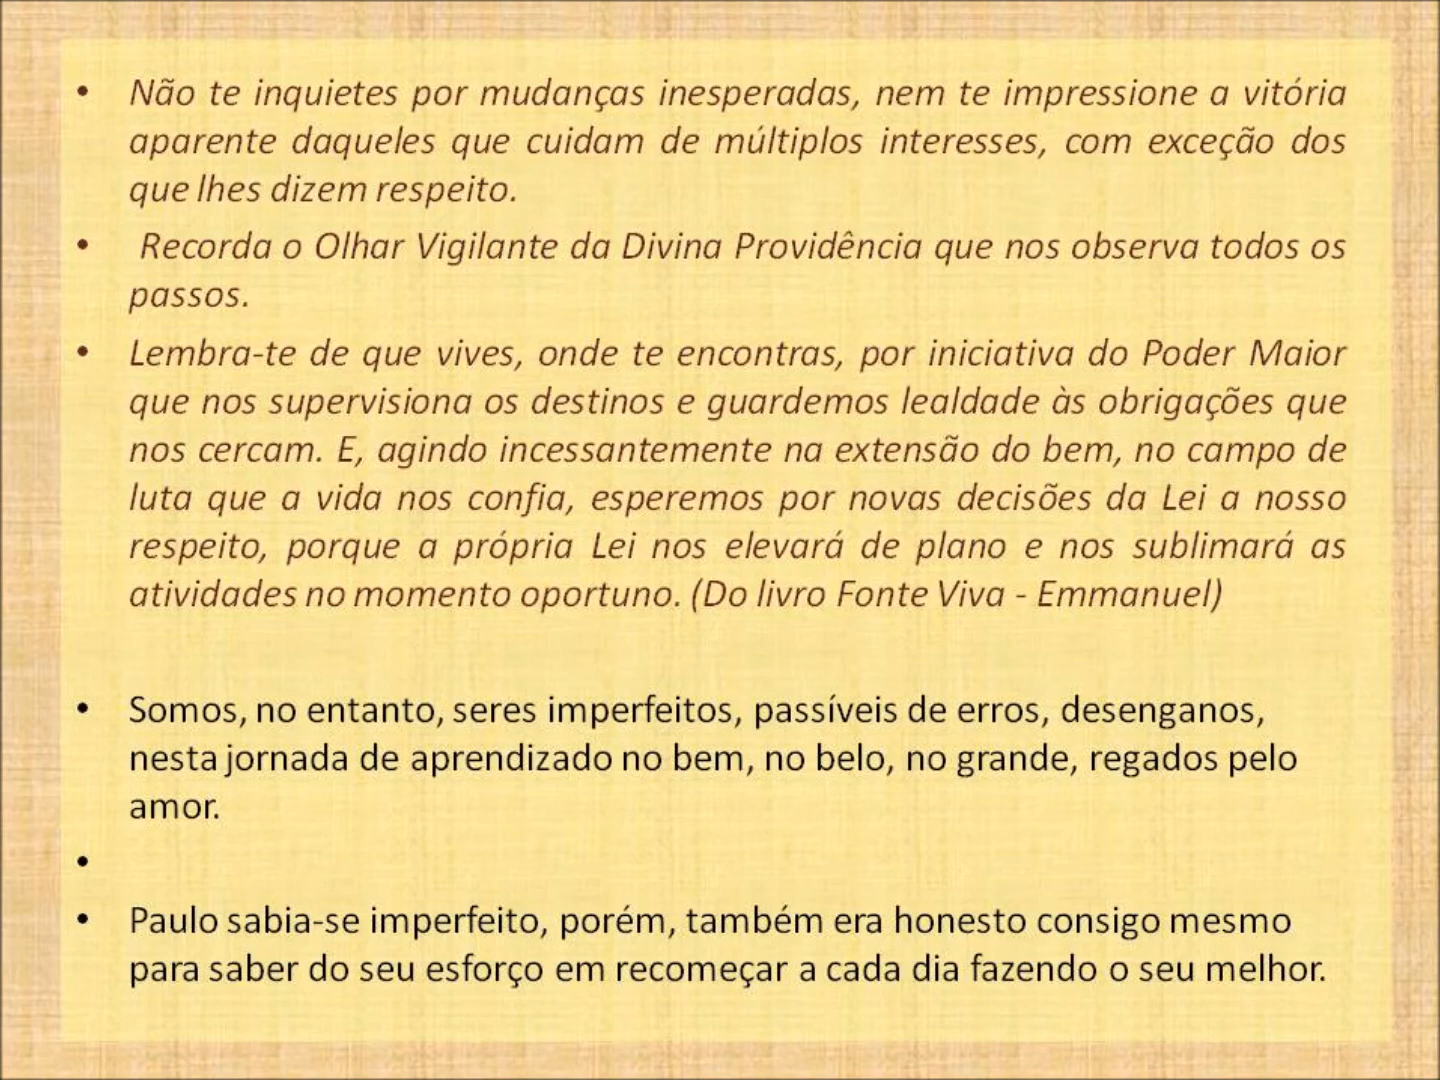 • Não te inquietes por mudanças inesperadas, nem te impressione a vitória
aparente daqueles que cuidam de múltiplos interesses, com exceção dos
que lhes dizem respeito.
• Recorda o Olhar Vigilante da Divina Providência que nos observa todos os
passos.
• Lembra-te de que vives, onde te encontras, por iniciativa do Poder Maior
que nos supervisiona os destinos e guardemos lealdade às obrigações que
nos cercam. E, agindo incessantemente na extensão do bem, no campo de
luta que a vida nos confia, esperemos por novas decisões da Lei a nosso
respeito, porque a própria Lei nos elevará de plano e nos sublimará as
atividades no momento oportuno. (Do livro Fonte Viva - Emmanuel)
• Somos, no entanto, seres imperfeitos, passíveis de erros, desenganos,
nesta jornada de aprendizado no bem, no belo, no grande, regados pelo
amor.
•
• Paulo sabia-se imperfeito, porém, também era honesto consigo mesmo
para saber do seu esforço em recomeçar a cada dia fazendo o seu melhor.